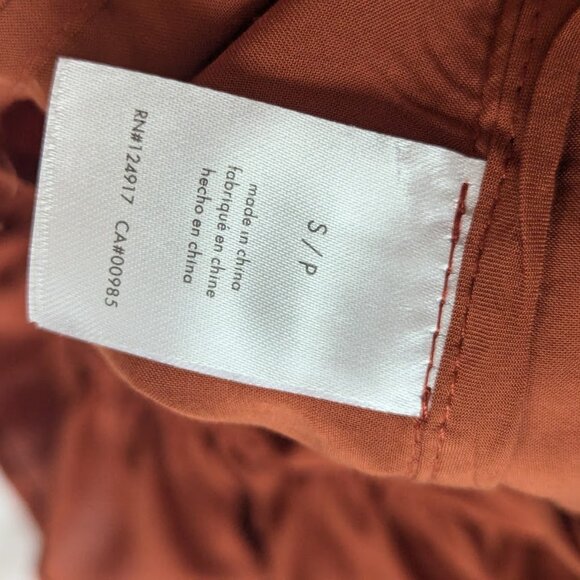 S / P
made in china
fabriqué en chine
hecho en china
RN#124917 CA#00985